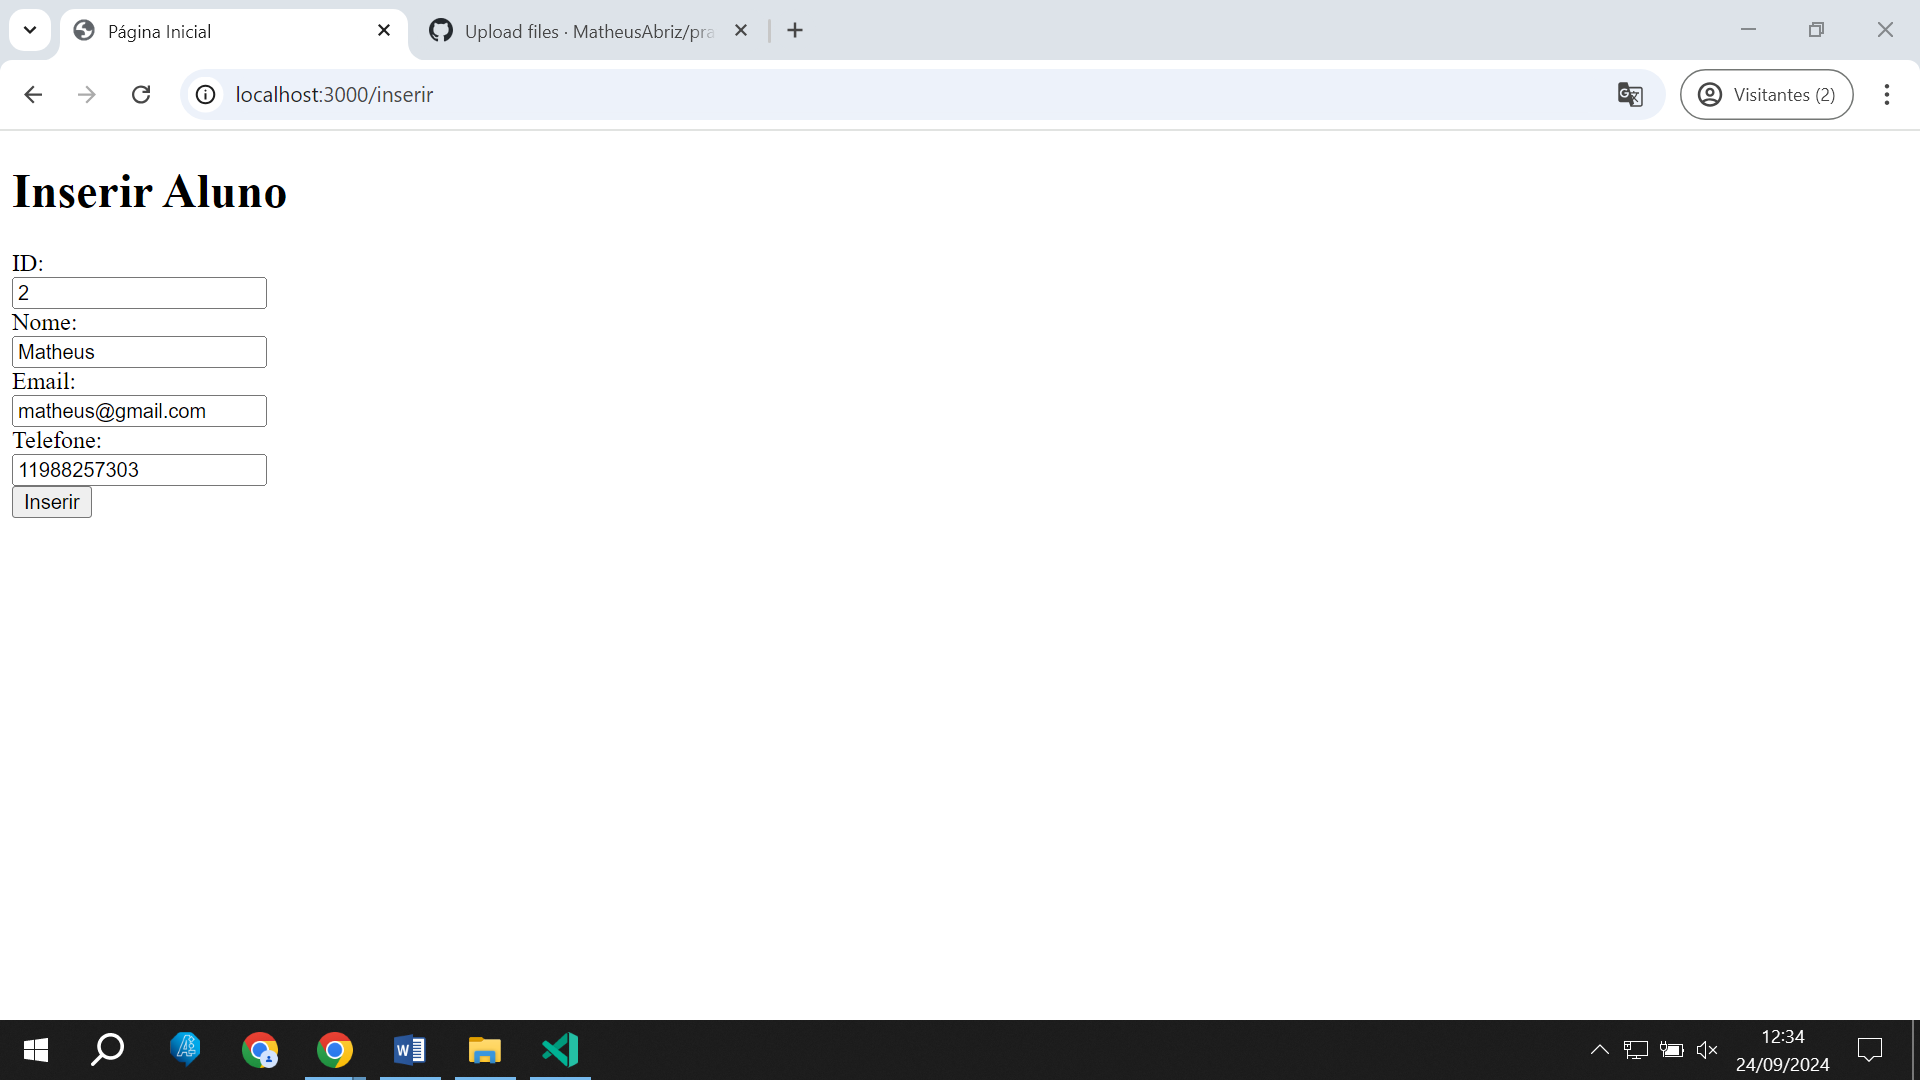 Página Inicial
Upload files · MatheusAbriz/pra
localhost:3000/inserir
Visitantes (2)
Inserir Aluno
ID:
2
Nome:
Matheus
Email:
matheus@gmail.com
Telefone:
11988257303
Inserir
12:34
24/09/2024